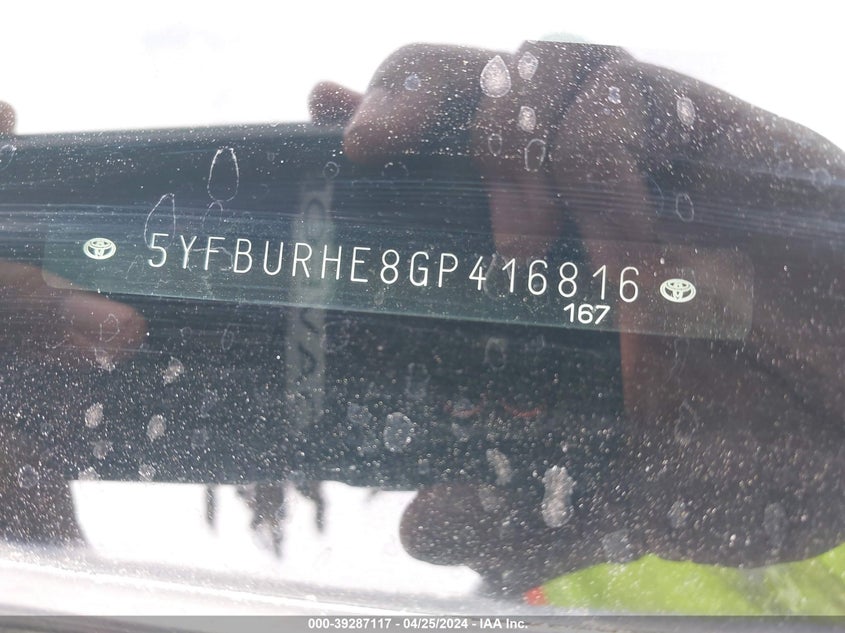 5YFBURHE8GP416816
167
000-39287117 - 04/25/2024 - IAA Inc.